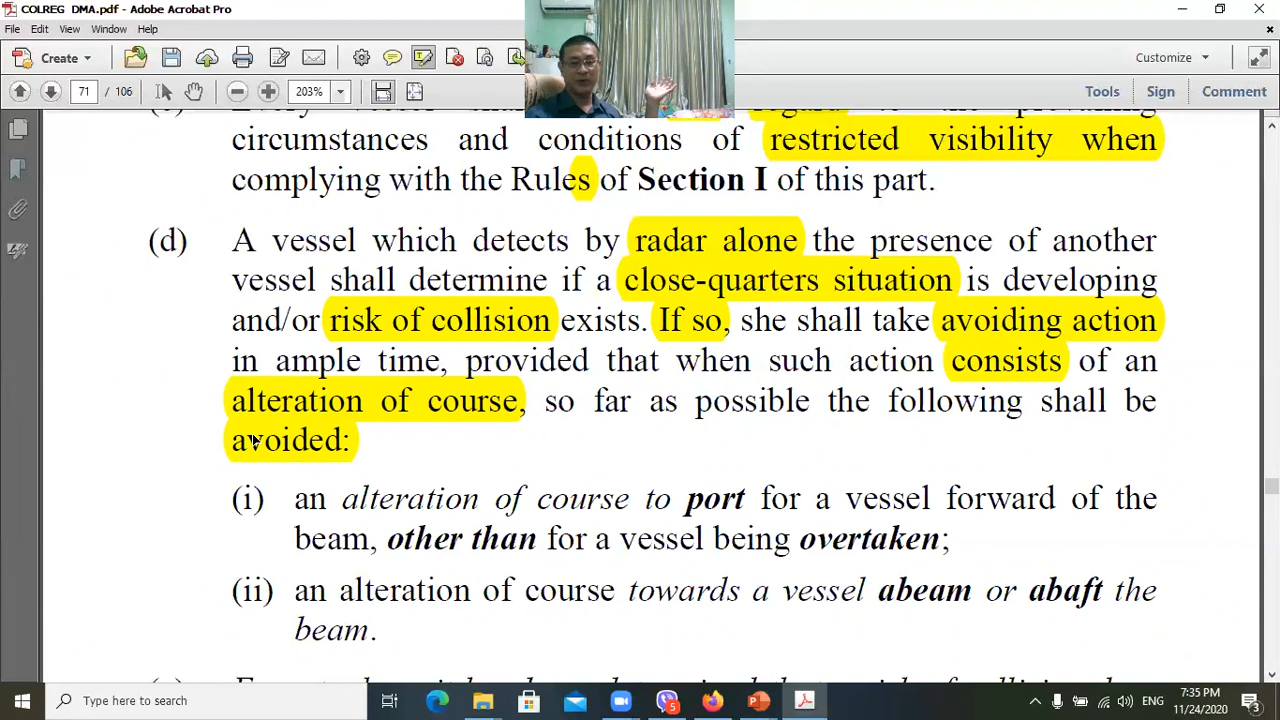 COLREG DMA.pdf - Adobe Acrobat Pro
File Edit View Window Help
Create Customize
71 / 106 203% Tools Sign Comment
regard
circumstances and conditions of restricted visibility when
complying with the Rules of Section I of this part.
(d) A vessel which detects by radar alone the presence of another
vessel shall determine if a close-quarters situation is developing
and/or risk of collision exists. If so, she shall take avoiding action
in ample time, provided that when such action consists of an
alteration of course, so far as possible the following shall be
avoided:
(i) an alteration of course to port for a vessel forward of the
beam, other than for a vessel being overtaken;
(ii) an alteration of course towards a vessel abeam or abaft the
beam.
Type here to search 5 ENG 7:35 PM
11/24/2020 3